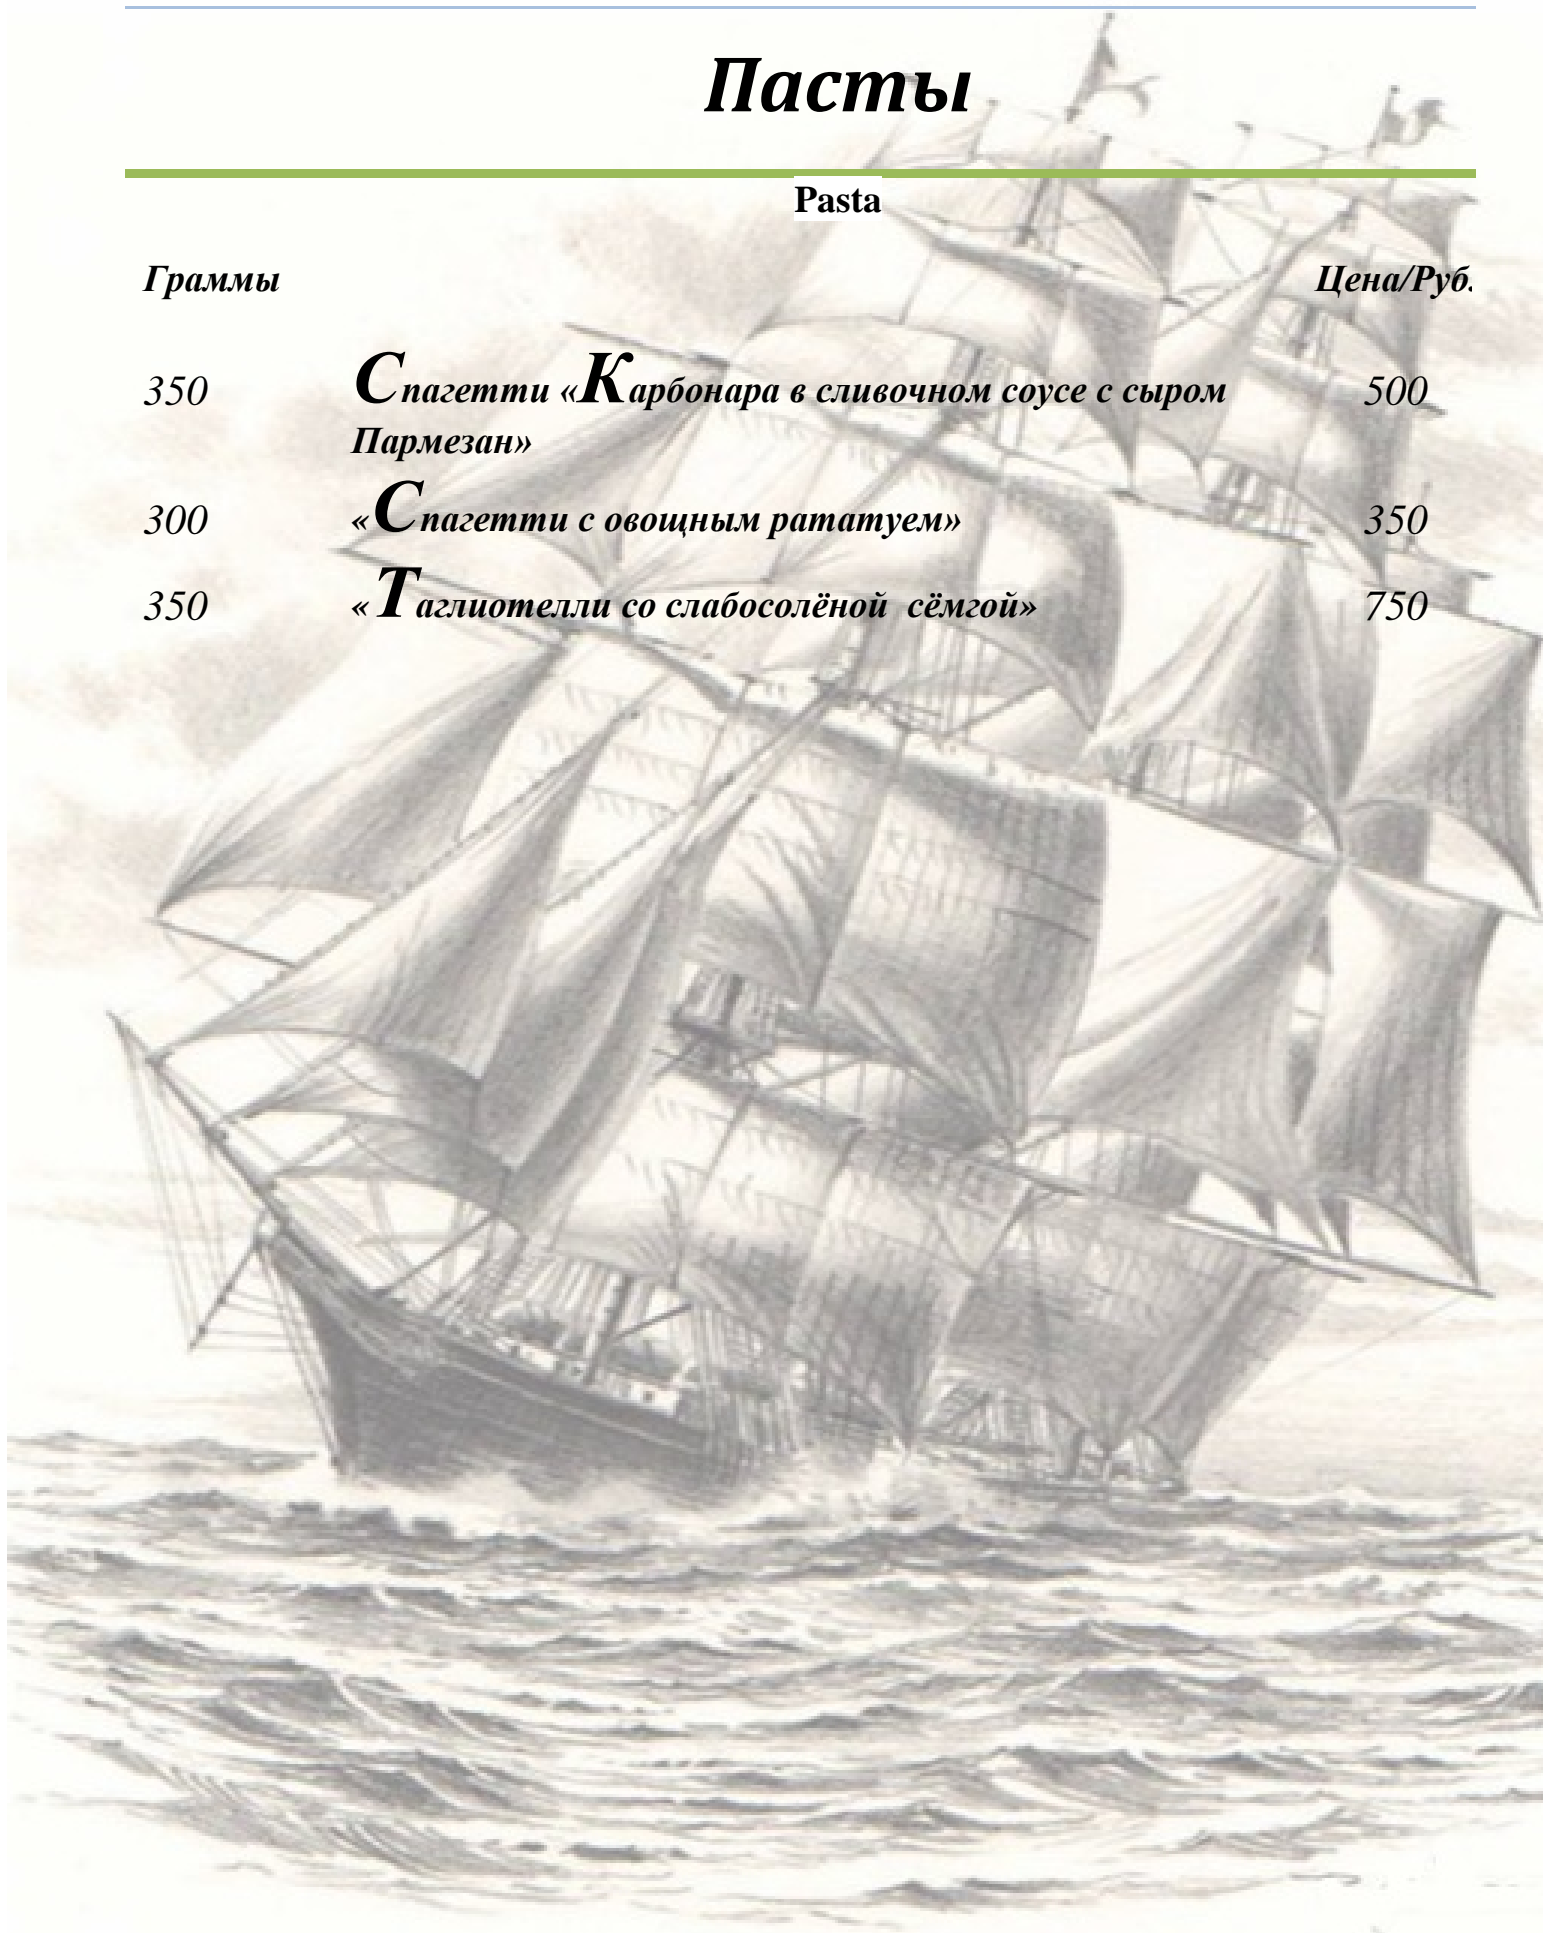 Пасты
Pasta
Граммы Цена/Руб.
350 Спагетти «Карбонара в сливочном соусе с сыром 500
Пармезан»
300 «Спагетти с овощным рататуем» 350
350 «Таглиотелли со слабосолёной сёмгой» 750